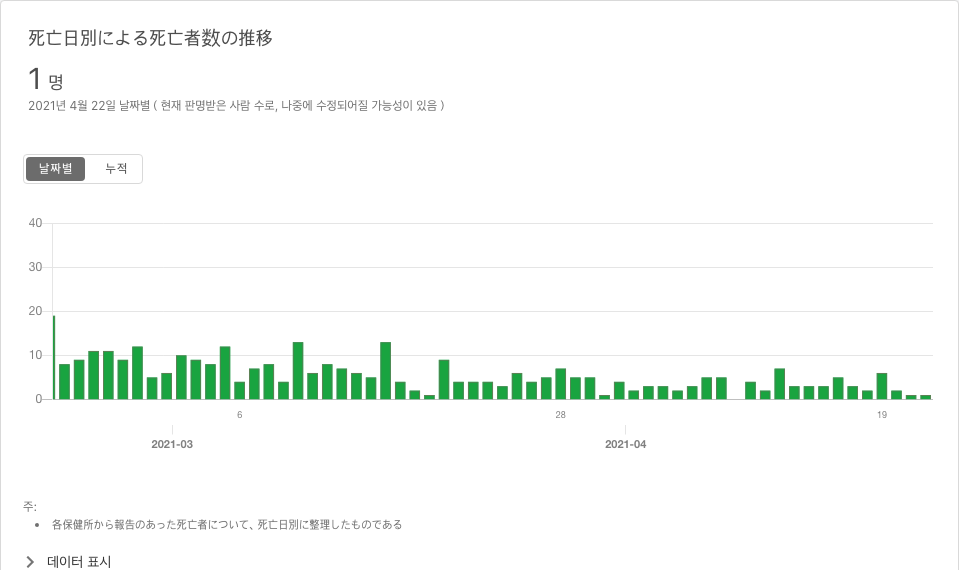 死亡日別による死亡者数の推移
1 명
2021년 4월 22일 날짜별 ( 현재 판명받은 사람 수로, 나중에 수정되어질 가능성이 있음 )
날짜별 누적
40
30
20
10
0
6 28 19
2021-03 2021-04
주:
• 各保健所から報告のあった死亡者について、死亡日別に整理したものである
데이터 표시